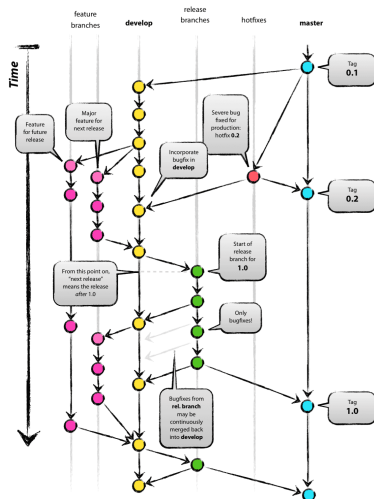 feature
branches
develop
release
branches
hotfixes
master
Time
Tag
0.1
Feature
for future
release
Major
feature for
next release
Severe bug
fixed for
production:
hotfix 0.2
Incorporate
bugfix in
develop
Tag
0.2
Start of
release
branch for
1.0
From this point on,
"next release"
means the release
after 1.0
Only
bugfixes!
Bugfixes from
rel. branch
may be
continuously
merged back
into develop
Tag
1.0